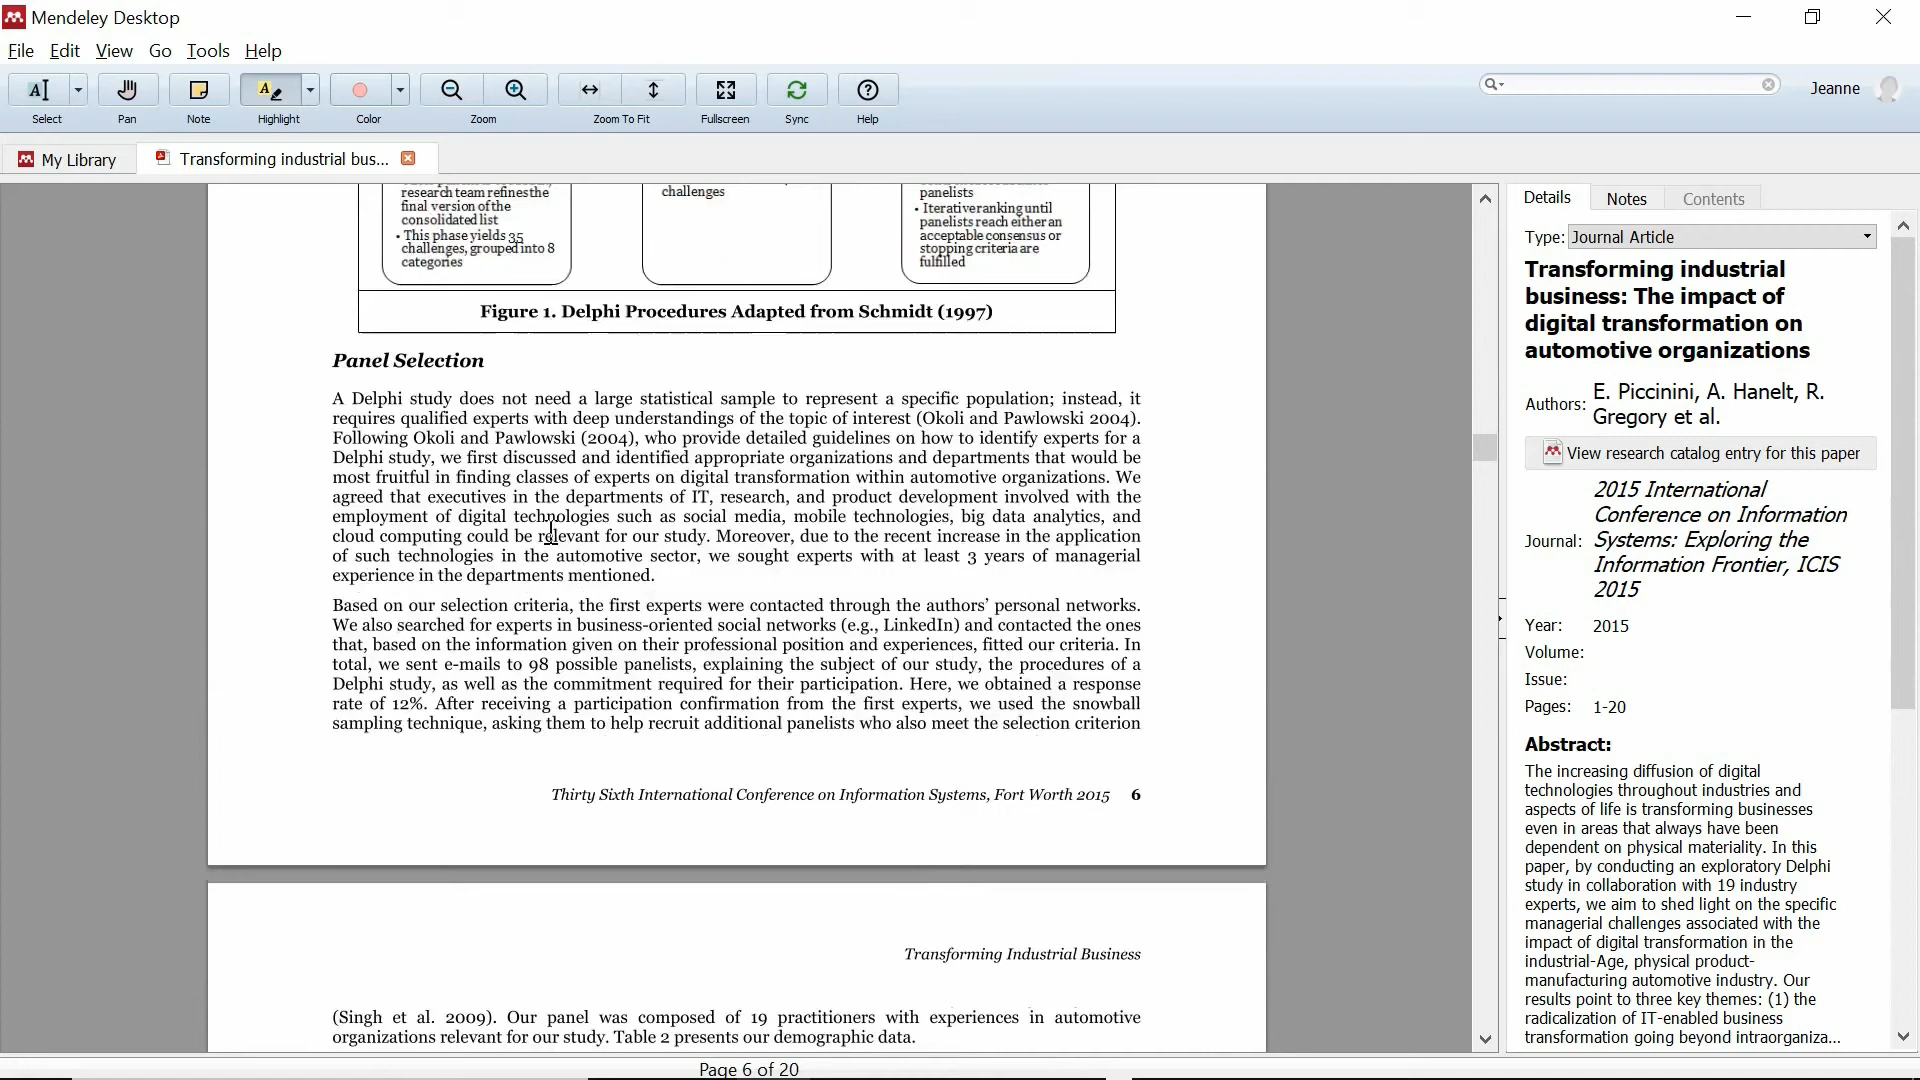 Mendeley Desktop
File Edit View Go Tools Help
Select Pan Note Highlight Color Zoom Zoom To Fit Fullscreen Sync Help
Jeanne
My Library Transforming industrial bus...
research team refines the
final version of the
consolidated list
• This phase yields 35
challenges, grouped into 8
categories
challenges
panelists
• Iterative ranking until
panelists reach either an
acceptable consensus or
stopping criteria are
fulfilled
Figure 1. Delphi Procedures Adapted from Schmidt (1997)
Panel Selection
A Delphi study does not need a large statistical sample to represent a specific population; instead, it
requires qualified experts with deep understandings of the topic of interest (Okoli and Pawlowski 2004).
Following Okoli and Pawlowski (2004), who provide detailed guidelines on how to identify experts for a
Delphi study, we first discussed and identified appropriate organizations and departments that would be
most fruitful in finding classes of experts on digital transformation within automotive organizations. We
agreed that executives in the departments of IT, research, and product development involved with the
employment of digital technologies such as social media, mobile technologies, big data analytics, and
cloud computing could be relevant for our study. Moreover, due to the recent increase in the application
of such technologies in the automotive sector, we sought experts with at least 3 years of managerial
experience in the departments mentioned.
Based on our selection criteria, the first experts were contacted through the authors’ personal networks.
We also searched for experts in business-oriented social networks (e.g., LinkedIn) and contacted the ones
that, based on the information given on their professional position and experiences, fitted our criteria. In
total, we sent e-mails to 98 possible panelists, explaining the subject of our study, the procedures of a
Delphi study, as well as the commitment required for their participation. Here, we obtained a response
rate of 12%. After receiving a participation confirmation from the first experts, we used the snowball
sampling technique, asking them to help recruit additional panelists who also meet the selection criterion
Thirty Sixth International Conference on Information Systems, Fort Worth 2015 6
Transforming Industrial Business
(Singh et al. 2009). Our panel was composed of 19 practitioners with experiences in automotive
organizations relevant for our study. Table 2 presents our demographic data.
Page 6 of 20
Details Notes Contents
Type: Journal Article
Transforming industrial
business: The impact of
digital transformation on
automotive organizations
Authors: E. Piccinini, A. Hanelt, R.
Gregory et al.
View research catalog entry for this paper
Journal: 2015 International
Conference on Information
Systems: Exploring the
Information Frontier, ICIS
2015
Year: 2015
Volume:
Issue:
Pages: 1-20
Abstract:
The increasing diffusion of digital
technologies throughout industries and
aspects of life is transforming businesses
even in areas that always have been
dependent on physical materiality. In this
paper, by conducting an exploratory Delphi
study in collaboration with 19 industry
experts, we aim to shed light on the specific
managerial challenges associated with the
impact of digital transformation in the
industrial-Age, physical product-
manufacturing automotive industry. Our
results point to three key themes: (1) the
radicalization of IT-enabled business
transformation going beyond intraorganiza...